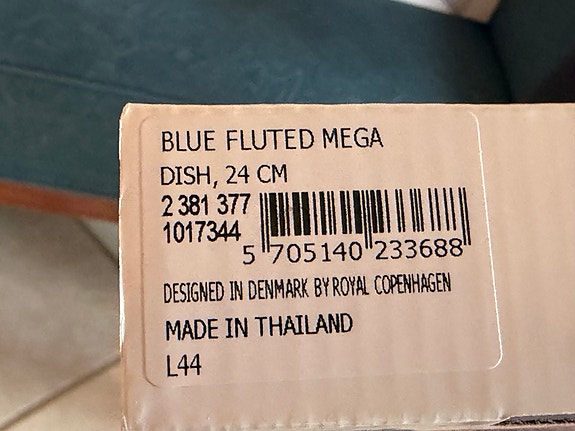 BLUE FLUTED MEGA
DISH, 24 CM
2 381 377
1017344
5 705140 233688
DESIGNED IN DENMARK BY ROYAL COPENHAGEN
MADE IN THAILAND
L44